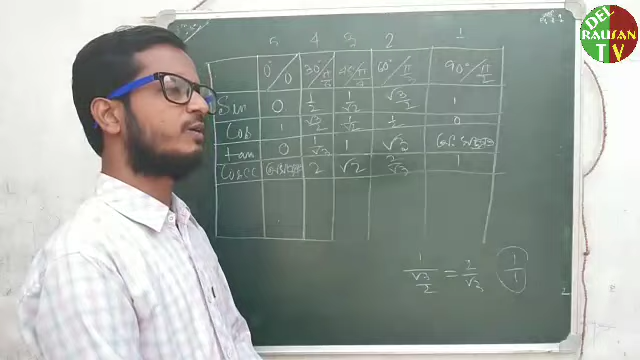 DEL
RAUSAN
TV
5 4 3 2 1
0° / 0 30° / π/6 45 / π/4 60° / π/3 90° / π/2
Sin 0 1/2 1/√2 √3/2 1
Cos 1 √3/2 1/√2 1/2 0
tan 0 1/√3 1 √3
Cosec 2 √2 2/√3 1
1/(√3/2) = 2/√3 1/1